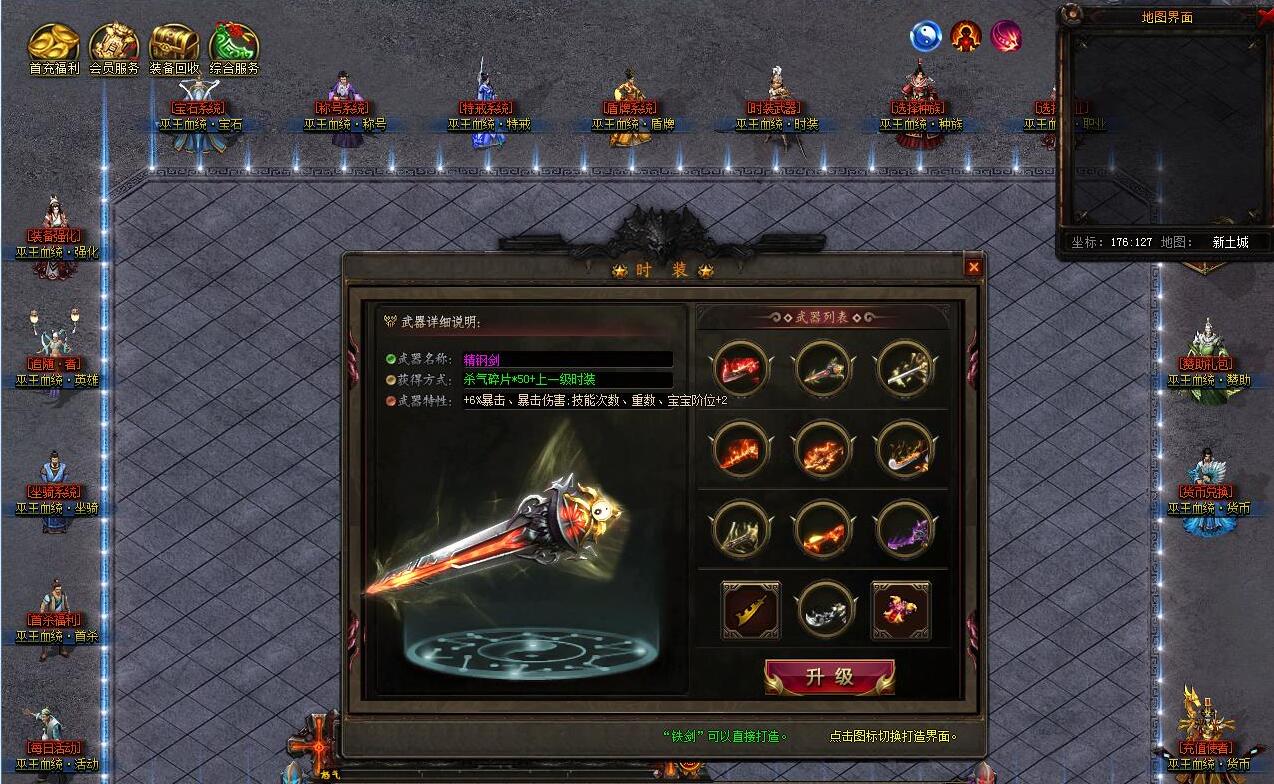 首充福利 会员服务 装备回收 综合服务
地图界面
[宝石系统] [称号系统] [特戒系统] [盾牌系统] [时装武器] [选择种族]
巫王血统·宝石 巫王血统·称号 巫王血统·特戒 巫王血统·盾牌 巫王血统·时装 巫王血统·种族
坐标: 176:127 地图: 新土城
[装备强化]
巫王血统·强化
时 装
武器详细说明:
武器列表
武器名称: 精钢剑
获得方式: 杀气碎片*50+上一级时装
武器特性: +6%暴击、暴击伤害;技能次数、重数、宝宝阶位+2
[追随·者]
巫王血统·英雄
[赞助礼包]
巫王血统·赞助
[坐骑系统]
巫王血统·坐骑
[货币兑换]
巫王血统·货币
[首杀福利]
巫王血统·首杀
升 级
“铁剑”可以直接打造。 点击图标切换打造界面。
[每日活动]
巫王血统·活动
[充值使者]
巫王血统·货币
怒气